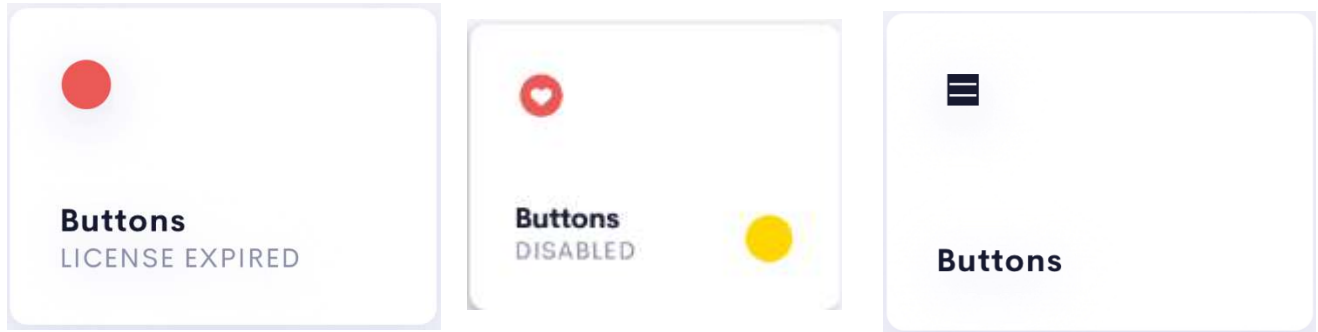 Buttons
LICENSE EXPIRED
Buttons
DISABLED
Buttons